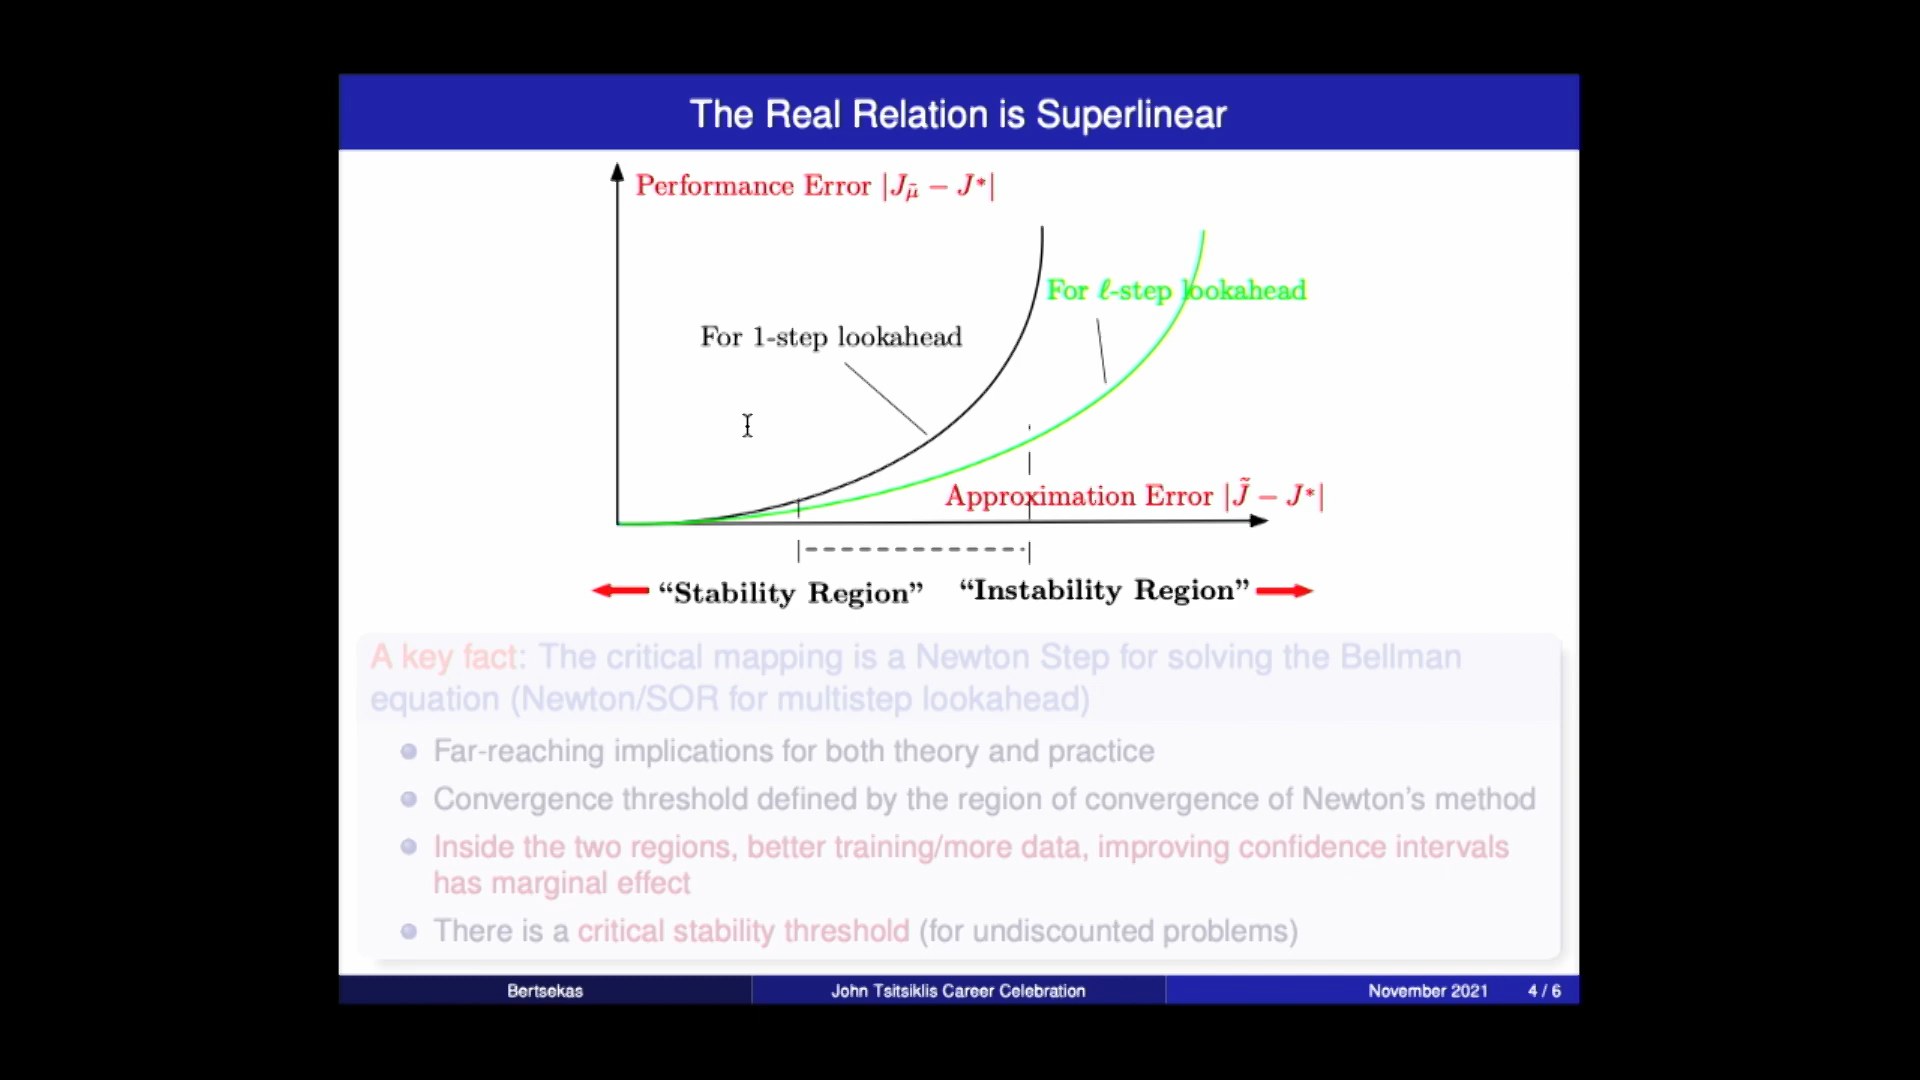 The Real Relation is Superlinear
Performance Error |J_μ̃ − J*|
For ℓ-step lookahead
For 1-step lookahead
Approximation Error |J̃ − J*|
“Stability Region” “Instability Region”
A key fact: The critical mapping is a Newton Step for solving the Bellman
equation (Newton/SOR for multistep lookahead)
Far-reaching implications for both theory and practice
Convergence threshold defined by the region of convergence of Newton’s method
Inside the two regions, better training/more data, improving confidence intervals
has marginal effect
There is a critical stability threshold (for undiscounted problems)
Bertsekas John Tsitsiklis Career Celebration November 2021 4 / 6